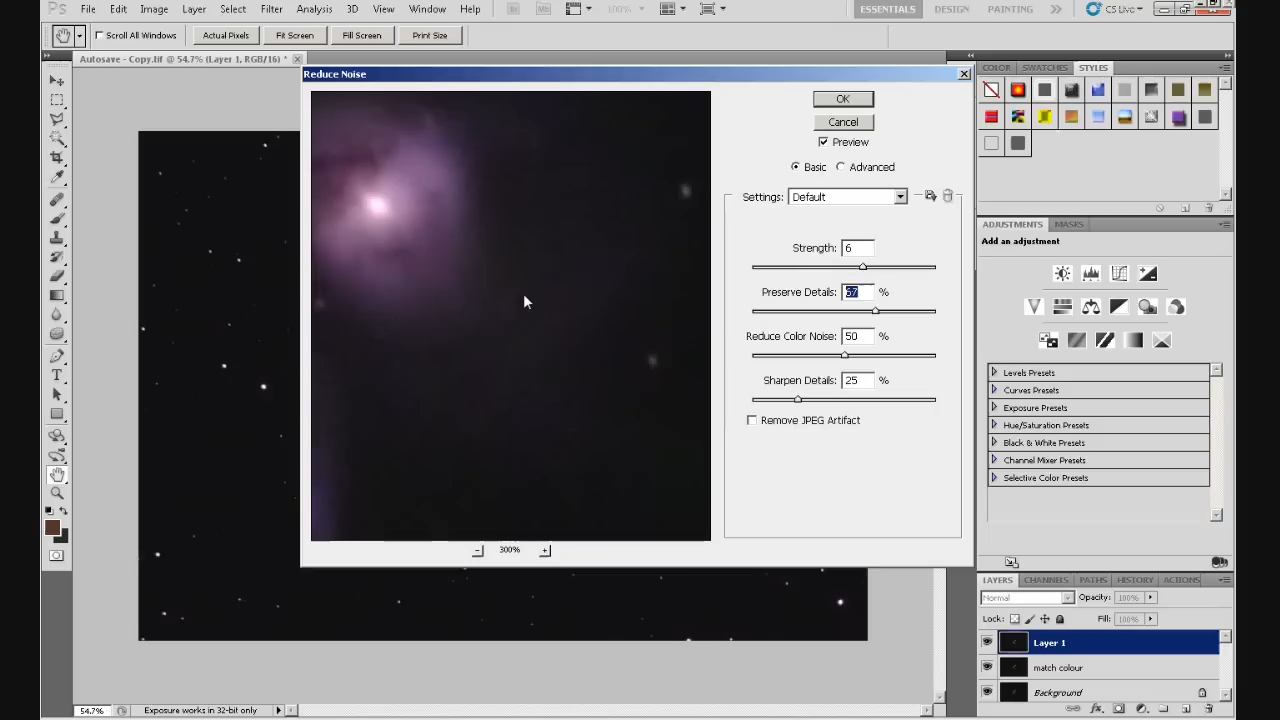 Ps File Edit Image Layer Select Filter Analysis 3D View Window Help Br Mb 100% ESSENTIALS DESIGN PAINTING CS Live
Scroll All Windows Actual Pixels Fit Screen Fill Screen Print Size
Autosave - Copy.tif @ 54.7% (Layer 1, RGB/16) *
COLOR SWATCHES STYLES
Reduce Noise
OK
Cancel
Preview
Basic Advanced
Settings: Default
Strength: 6
Preserve Details: 67 %
Reduce Color Noise: 50 %
Sharpen Details: 25 %
Remove JPEG Artifact
300%
ADJUSTMENTS MASKS
Add an adjustment
Levels Presets
Curves Presets
Exposure Presets
Hue/Saturation Presets
Black & White Presets
Channel Mixer Presets
Selective Color Presets
LAYERS CHANNELS PATHS HISTORY ACTIONS
Normal Opacity: 100%
Lock: Fill: 100%
Layer 1
match colour
Background
54.7% Exposure works in 32-bit only